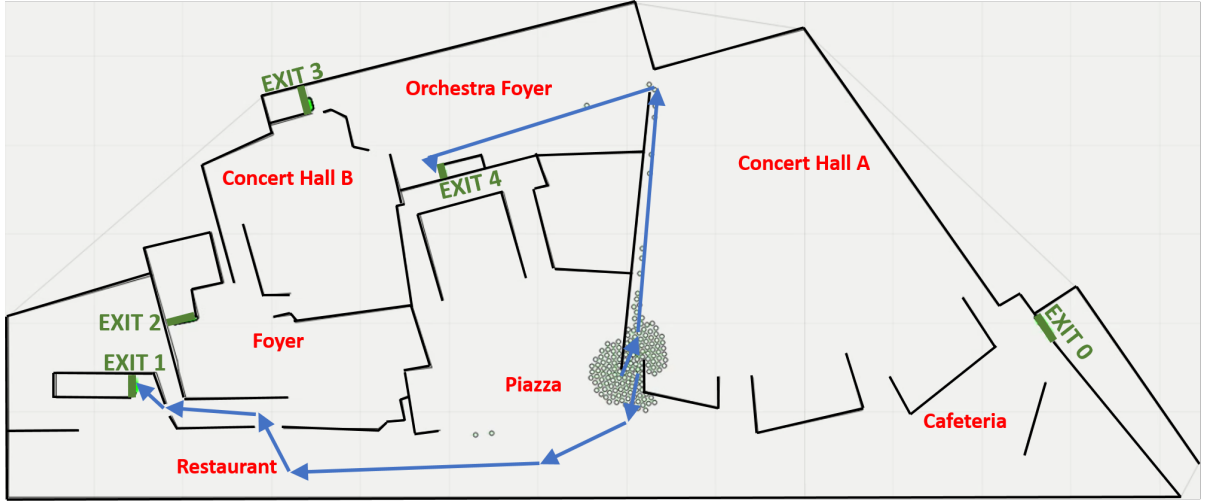 EXIT 3
Orchestra Foyer
Concert Hall A
Concert Hall B
EXIT 4
EXIT 2
EXIT 0
Foyer
EXIT 1
Piazza
Cafeteria
Restaurant